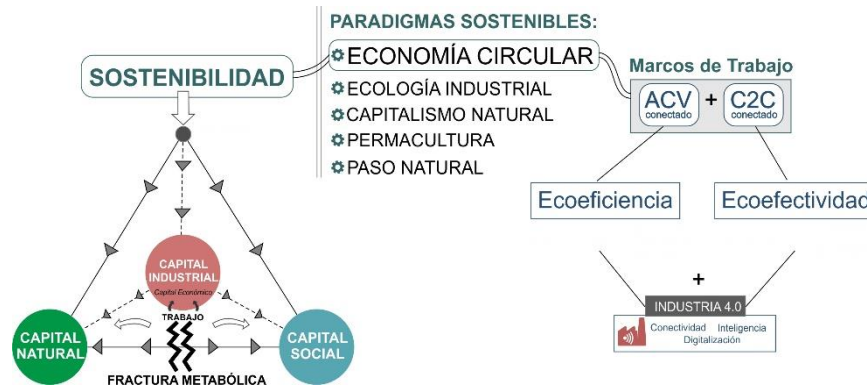 PARADIGMAS SOSTENIBLES:
SOSTENIBILIDAD
ECONOMÍA CIRCULAR
ECOLOGÍA INDUSTRIAL
CAPITALISMO NATURAL
PERMACULTURA
PASO NATURAL
Marcos de Trabajo
ACV + C2C
conectado conectado
Ecoeficiencia
Ecoefectividad
+
INDUSTRIA 4.0
Conectividad Inteligencia
Digitalización
CAPITAL
INDUSTRIAL
Capital Económico
TRABAJO
CAPITAL
NATURAL
CAPITAL
SOCIAL
FRACTURA METABÓLICA